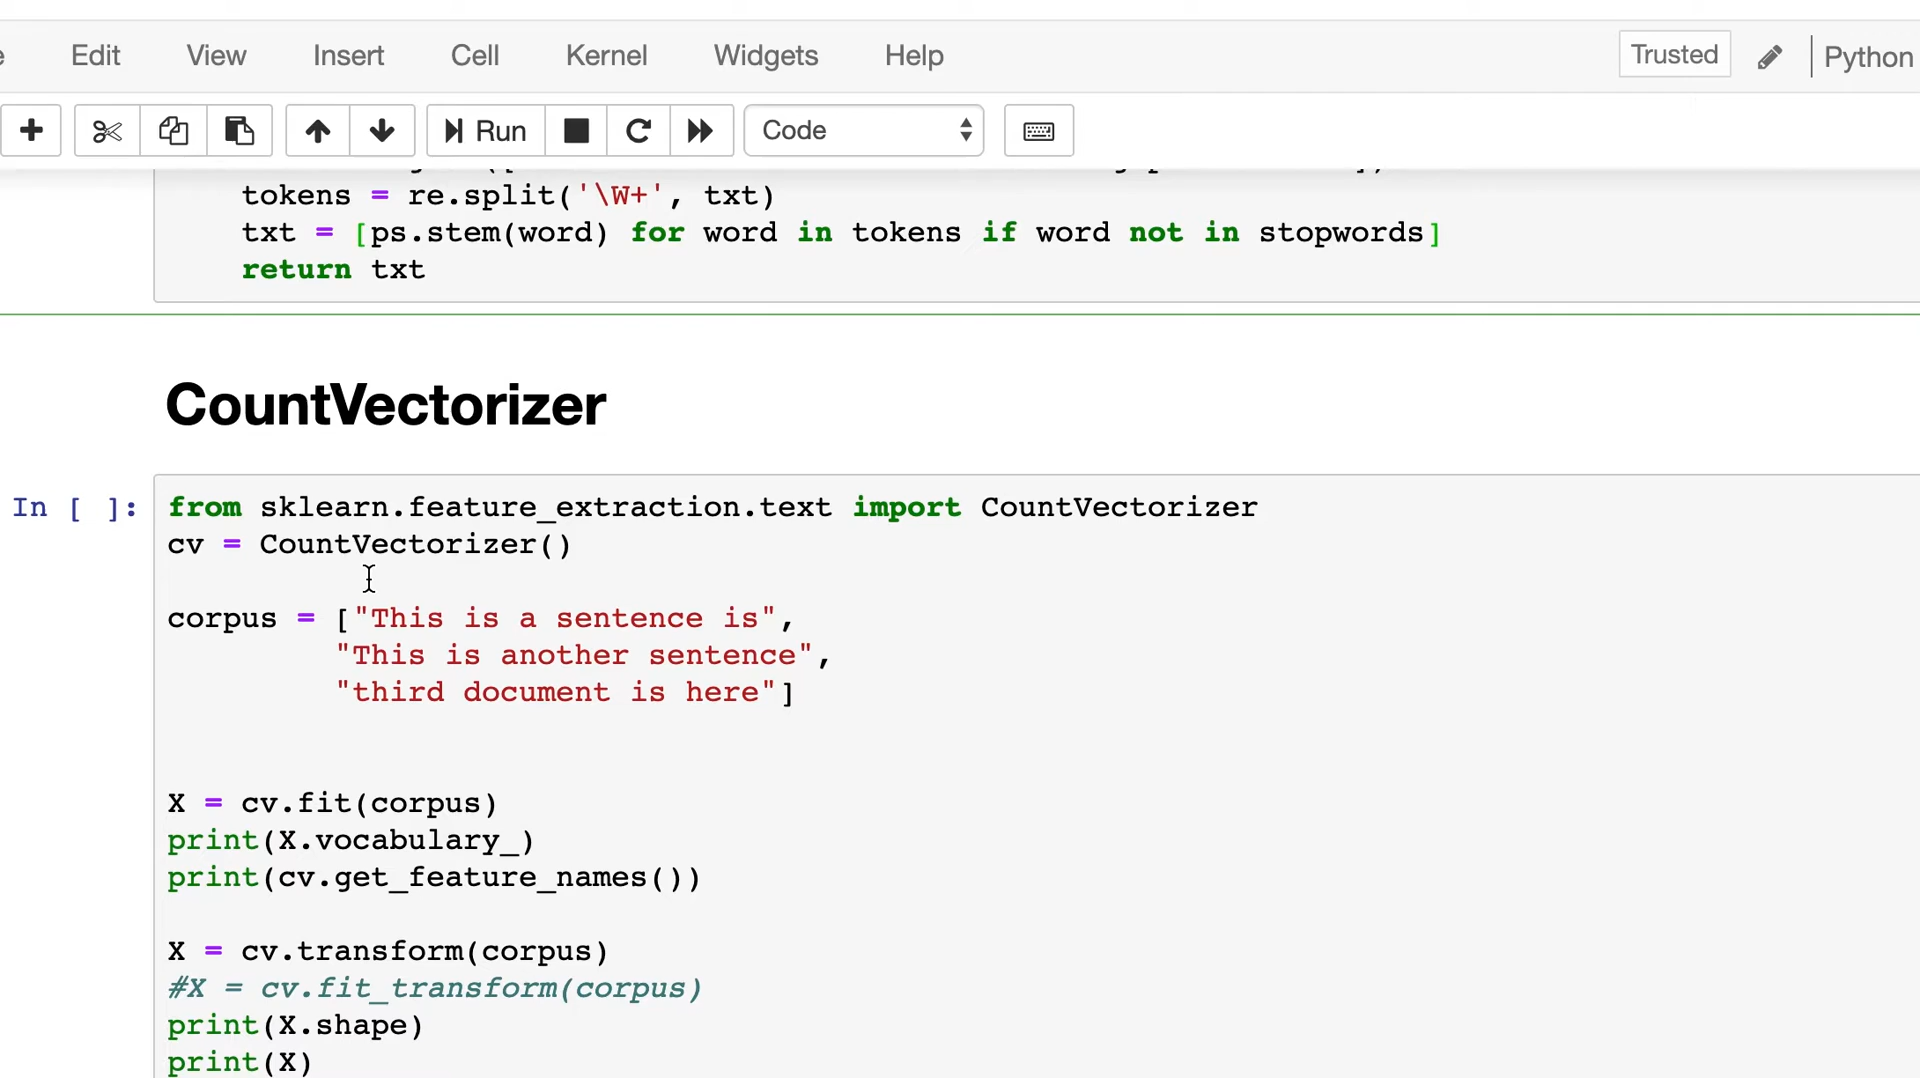 Edit View Insert Cell Kernel Widgets Help Trusted Python
Run Code
tokens = re.split('\W+', txt)
txt = [ps.stem(word) for word in tokens if word not in stopwords]
return txt
CountVectorizer
In [ ]: from sklearn.feature_extraction.text import CountVectorizer
cv = CountVectorizer()
corpus = ["This is a sentence is",
"This is another sentence",
"third document is here"]
X = cv.fit(corpus)
print(X.vocabulary_)
print(cv.get_feature_names())
X = cv.transform(corpus)
#X = cv.fit_transform(corpus)
print(X.shape)
print(X)